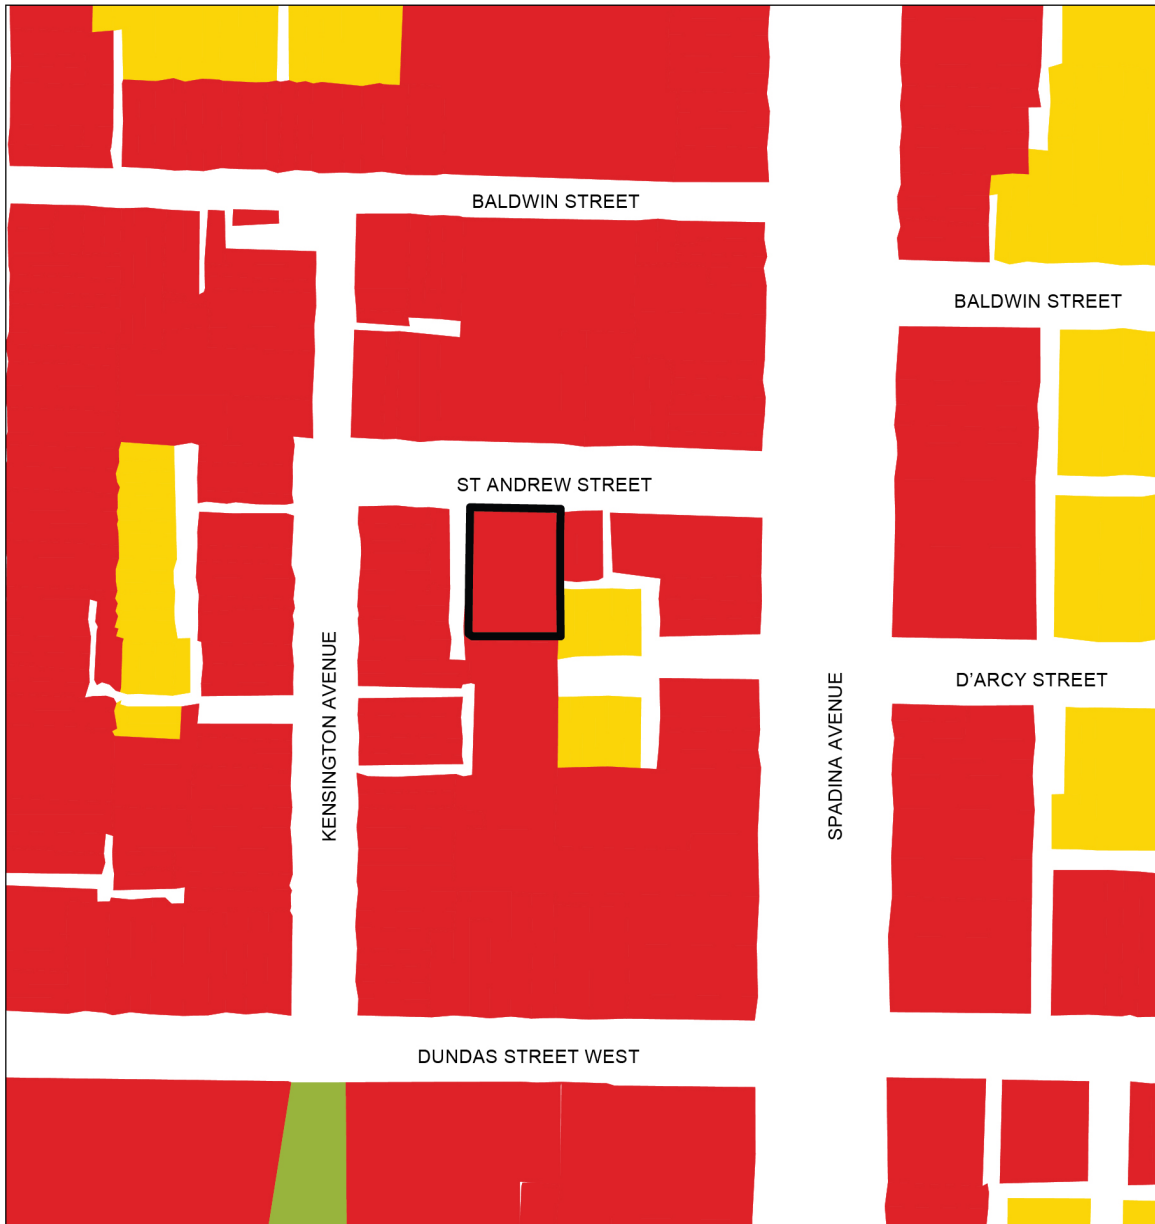 BALDWIN STREET
BALDWIN STREET
ST ANDREW STREET
KENSINGTON AVENUE
SPADINA AVENUE
D'ARCY STREET
DUNDAS STREET WEST